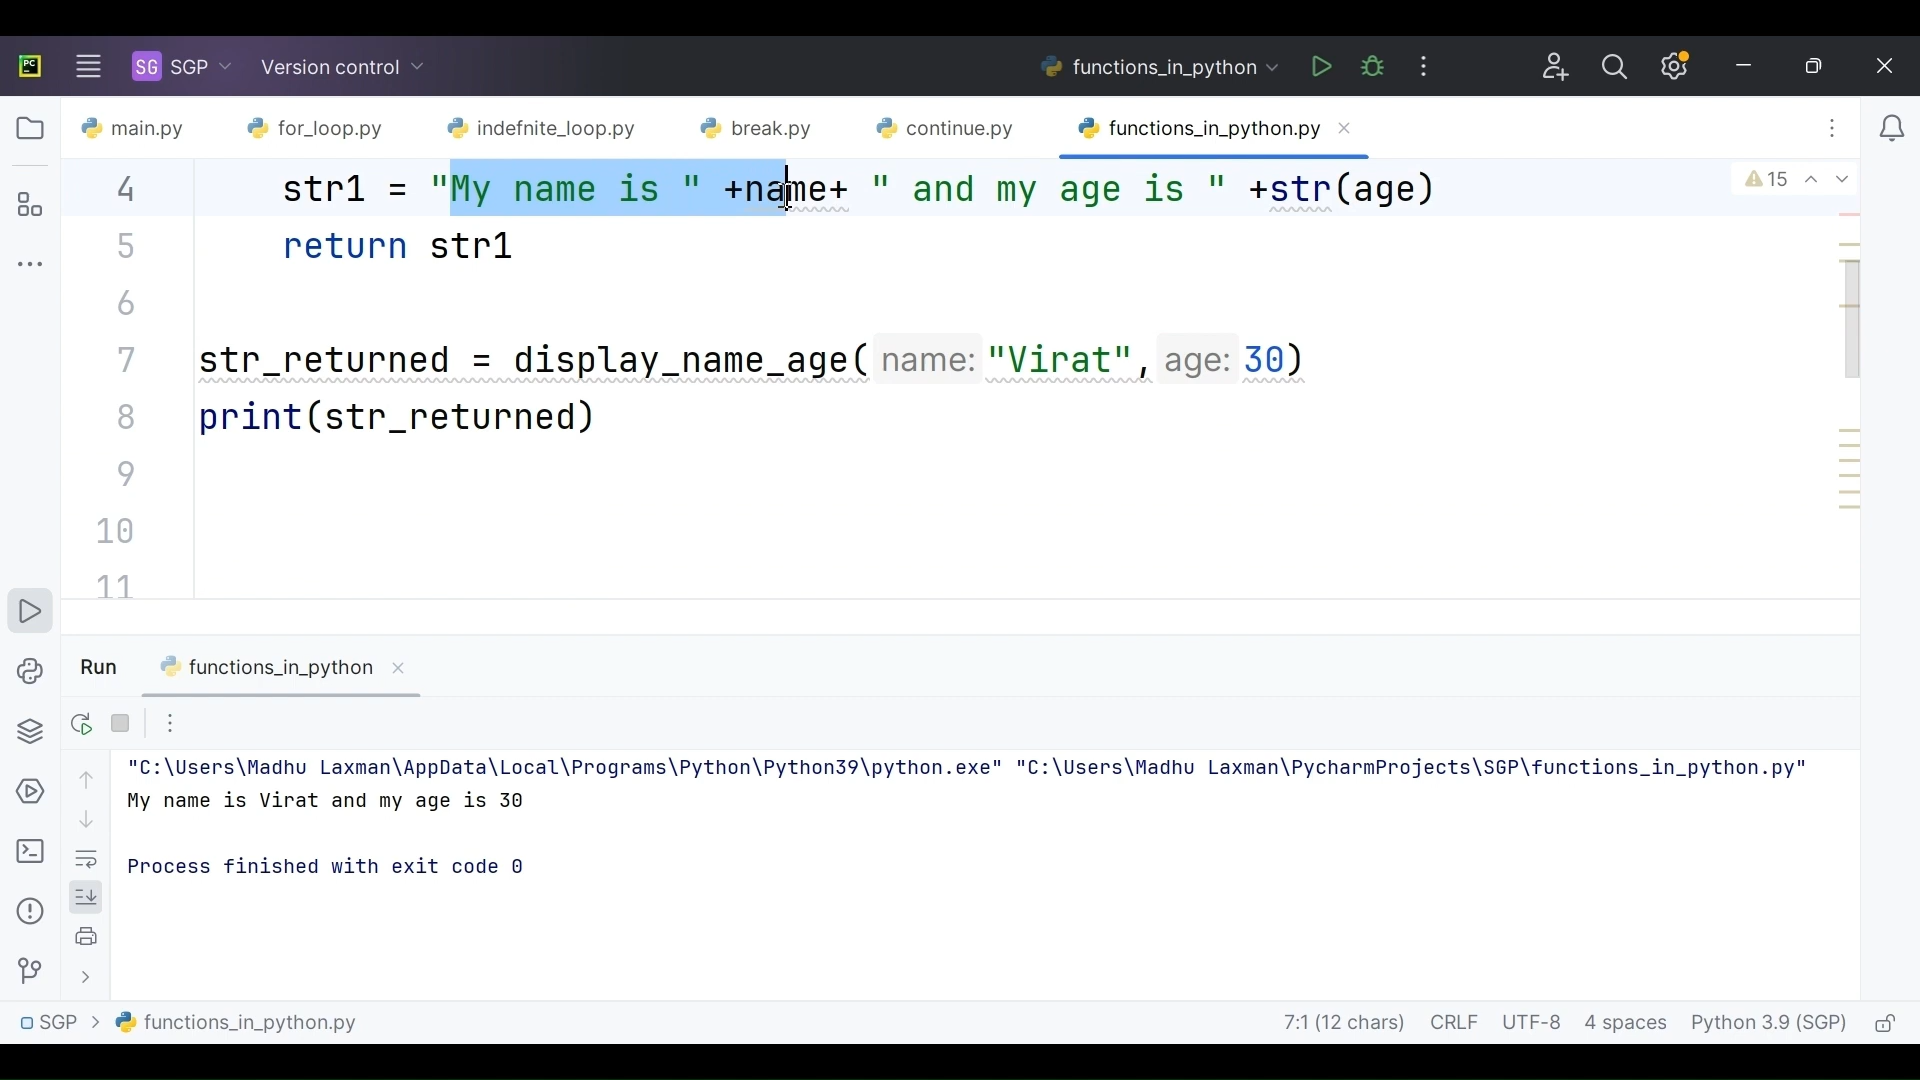 PC SG SGP Version control functions_in_python
main.py for_loop.py indefnite_loop.py break.py continue.py functions_in_python.py
4 str1 = "My name is " +name+ " and my age is " +str(age)
15
5 return str1
6
7 str_returned = display_name_age( name: "Virat", age: 30)
8 print(str_returned)
9
10
11
Run functions_in_python
"C:\Users\Madhu Laxman\AppData\Local\Programs\Python\Python39\python.exe" "C:\Users\Madhu Laxman\PycharmProjects\SGP\functions_in_python.py"
My name is Virat and my age is 30
Process finished with exit code 0
SGP > functions_in_python.py 7:1 (12 chars) CRLF UTF-8 4 spaces Python 3.9 (SGP)